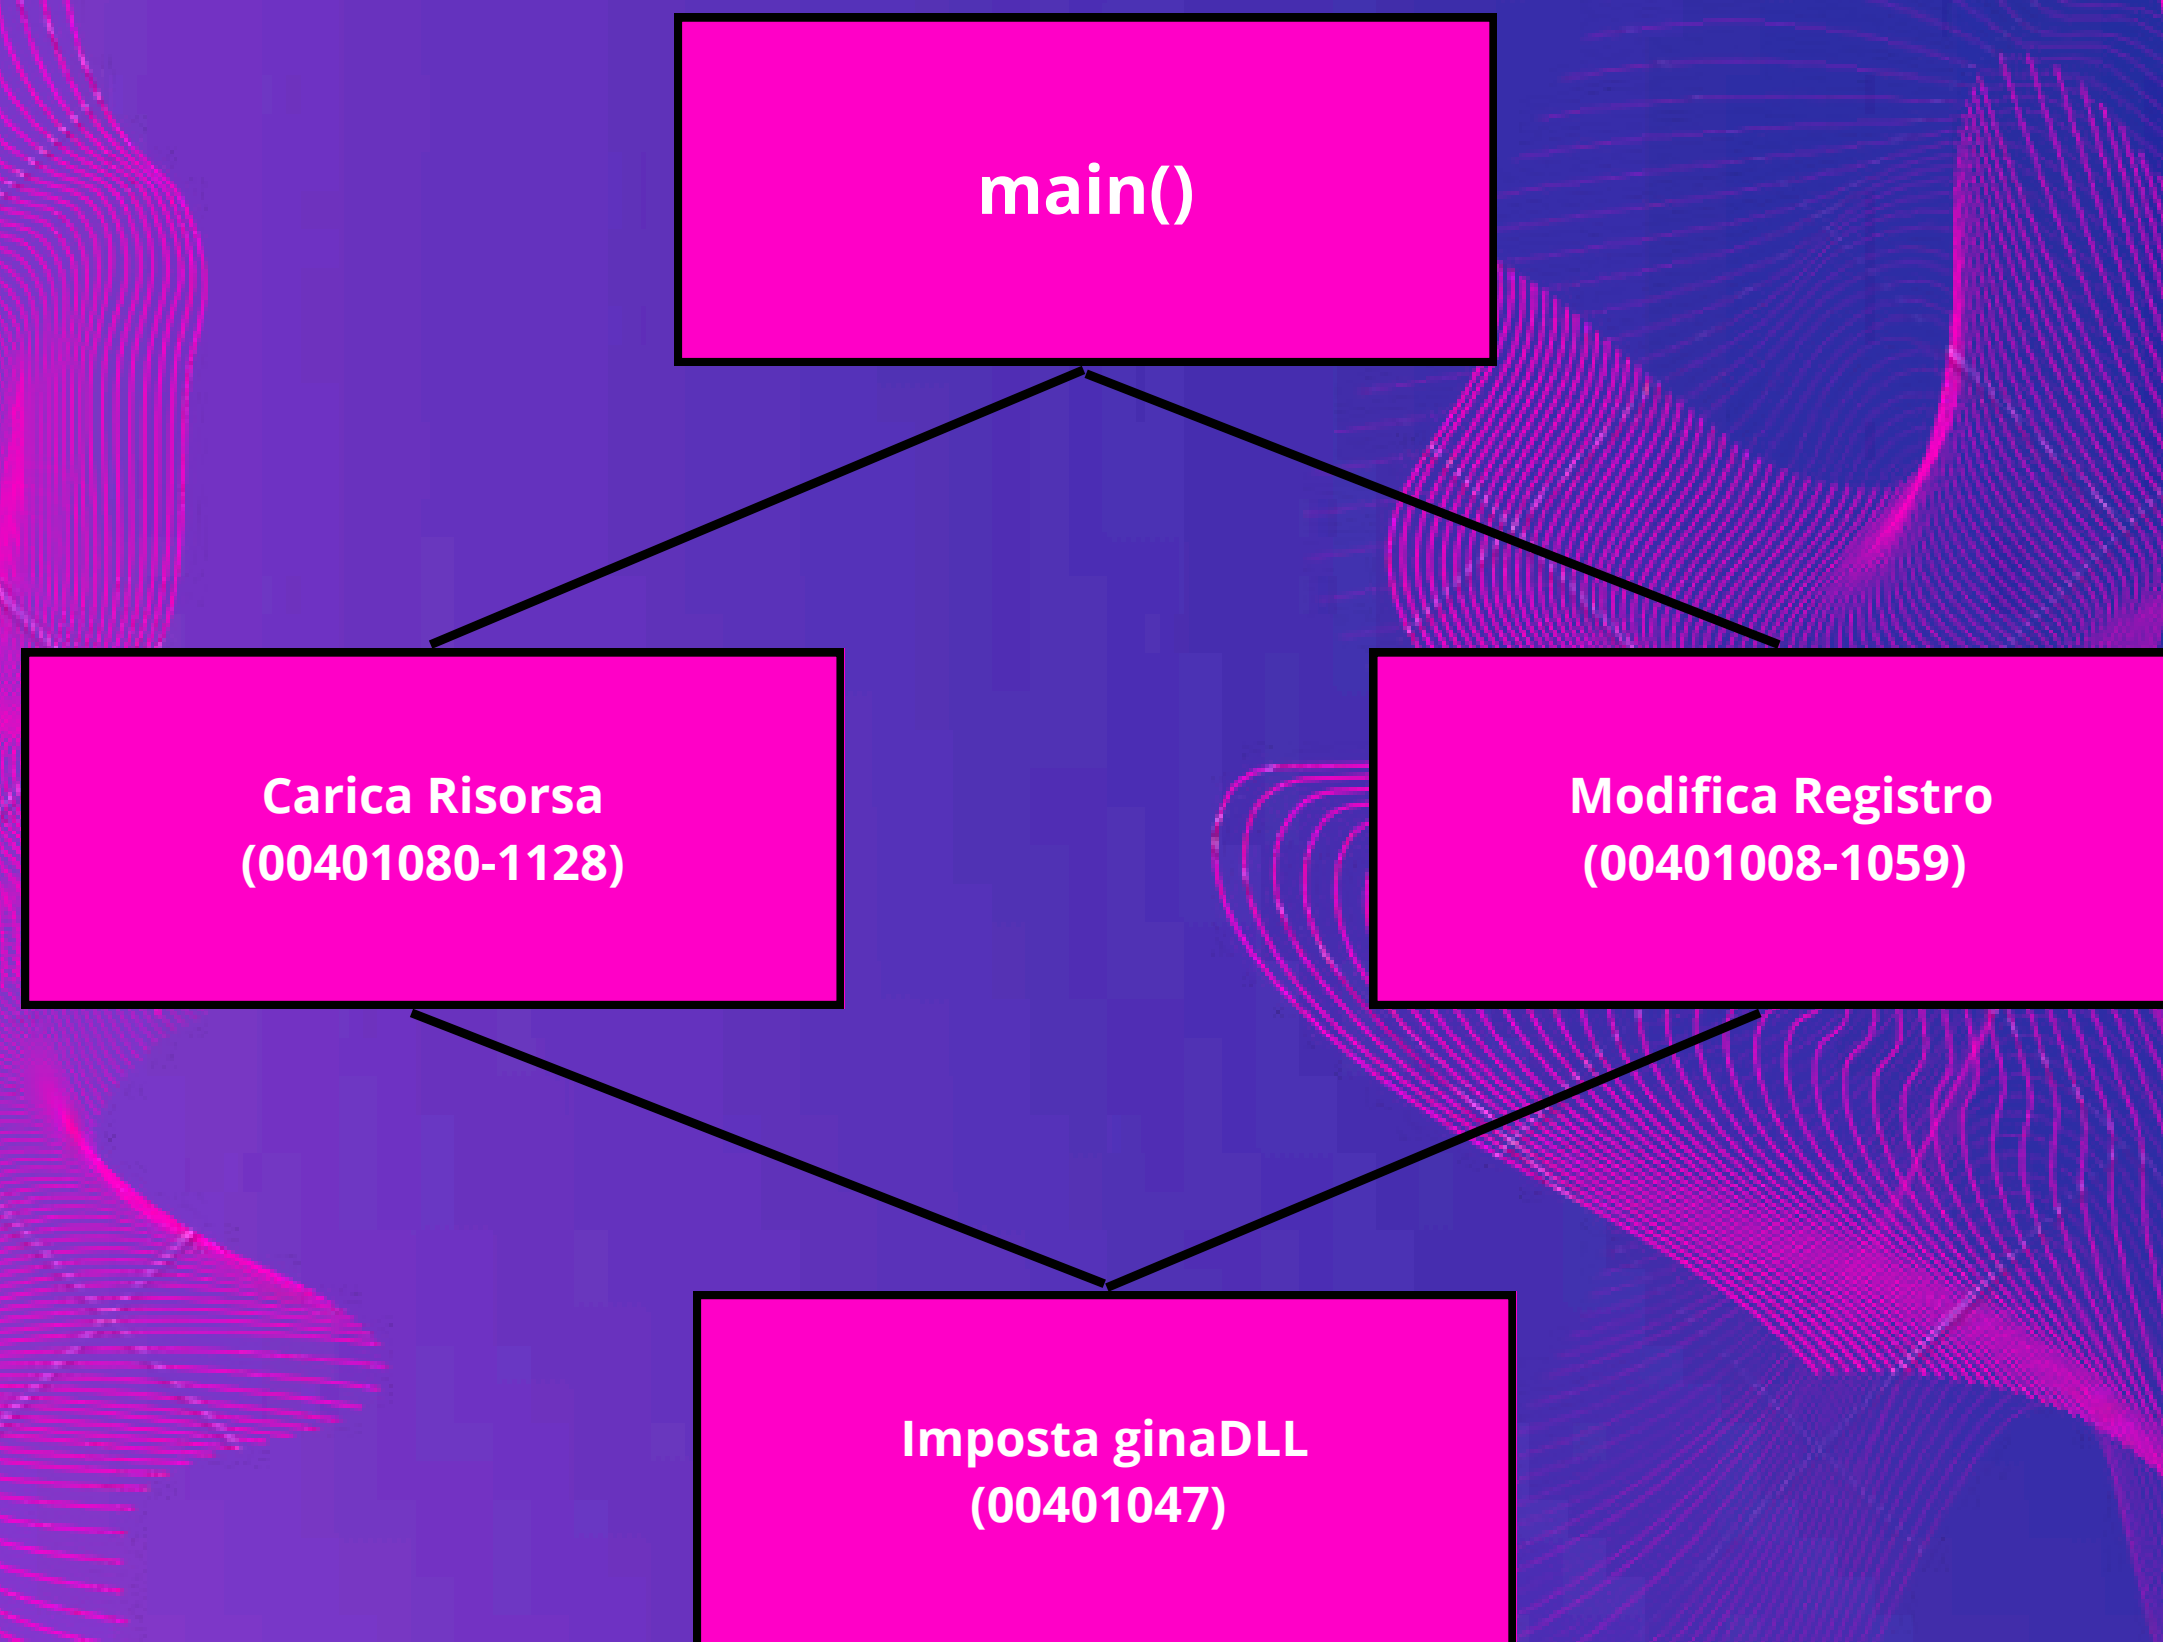 main()
Carica Risorsa
(00401080-1128)
Modifica Registro
(00401008-1059)
Imposta ginaDLL
(00401047)